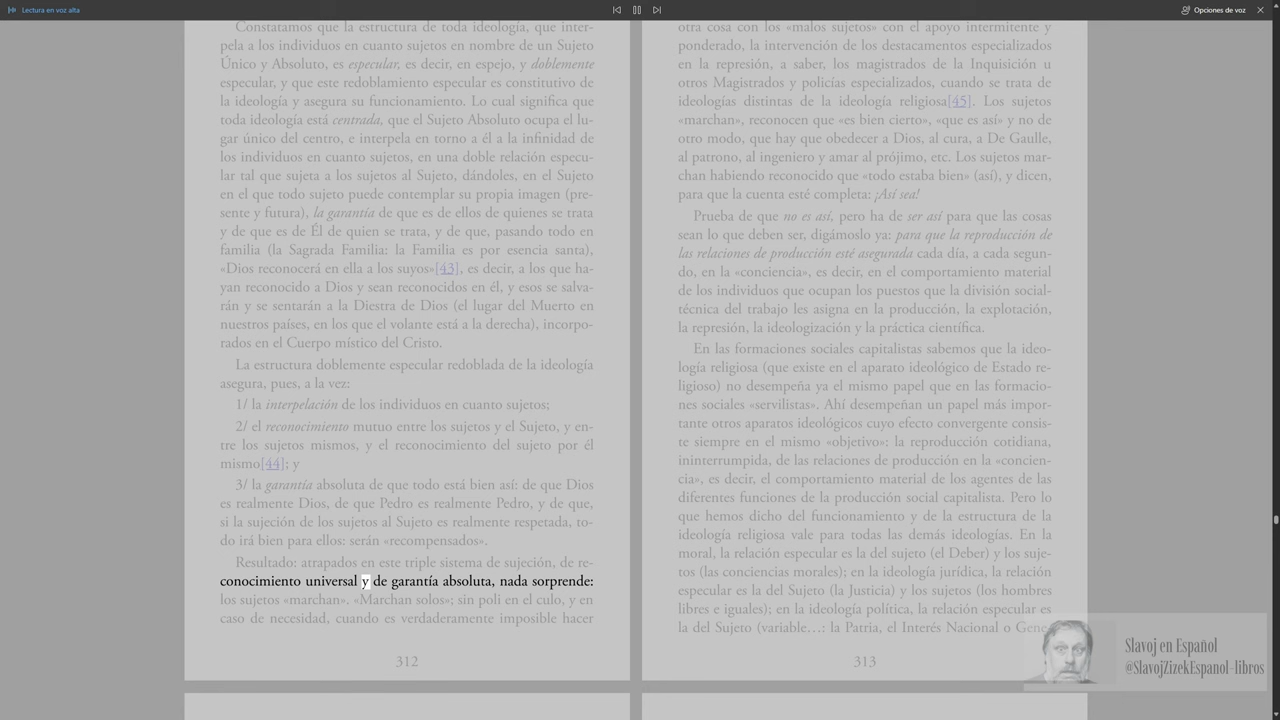 Lectura en voz alta
Opciones de voz
Constatamos que la estructura de toda ideología, que inter-
pela a los individuos en cuanto sujetos en nombre de un Sujeto
Único y Absoluto, es especular, es decir, en espejo, y doblemente
especular, y que este redoblamiento especular es constitutivo de
la ideología y asegura su funcionamiento. Lo cual significa que
toda ideología está centrada, que el Sujeto Absoluto ocupa el lu-
gar único del centro, e interpela en torno a él a la infinidad de
los individuos en cuanto sujetos, en una doble relación especu-
lar tal que sujeta a los sujetos al Sujeto, dándoles, en el Sujeto
en el que todo sujeto puede contemplar su propia imagen (pre-
sente y futura), la garantía de que es de ellos de quienes se trata
y de que es de Él de quien se trata, y de que, pasando todo en
familia (la Sagrada Familia: la Familia es por esencia santa),
«Dios reconocerá en ella a los suyos»[43], es decir, a los que ha-
yan reconocido a Dios y sean reconocidos en él, y esos se salva-
rán y se sentarán a la Diestra de Dios (el lugar del Muerto en
nuestros países, en los que el volante está a la derecha), incorpo-
rados en el Cuerpo místico del Cristo.
La estructura doblemente especular redoblada de la ideología
asegura, pues, a la vez:
1/ la interpelación de los individuos en cuanto sujetos;
2/ el reconocimiento mutuo entre los sujetos y el Sujeto, y en-
tre los sujetos mismos, y el reconocimiento del sujeto por él
mismo[44]; y
3/ la garantía absoluta de que todo está bien así: de que Dios
es realmente Dios, de que Pedro es realmente Pedro, y de que,
si la sujeción de los sujetos al Sujeto es realmente respetada, to-
do irá bien para ellos: serán «recompensados».
Resultado: atrapados en este triple sistema de sujeción, de re-
conocimiento universal y de garantía absoluta, nada sorprende:
los sujetos «marchan». «Marchan solos»; sin poli en el culo, y en
caso de necesidad, cuando es verdaderamente imposible hacer
312
otra cosa con los «malos sujetos» con el apoyo intermitente y
ponderado, la intervención de los destacamentos especializados
en la represión, a saber, los magistrados de la Inquisición u
otros Magistrados y policías especializados, cuando se trata de
ideologías distintas de la ideología religiosa[45]. Los sujetos
«marchan», reconocen que «es bien cierto», «que es así» y no de
otro modo, que hay que obedecer a Dios, al cura, a De Gaulle,
al patrono, al ingeniero y amar al prójimo, etc. Los sujetos mar-
chan habiendo reconocido que «todo estaba bien» (así), y dicen,
para que la cuenta esté completa: ¡Así sea!
Prueba de que no es así, pero ha de ser así para que las cosas
sean lo que deben ser, digámoslo ya: para que la reproducción de
las relaciones de producción esté asegurada cada día, a cada segun-
do, en la «conciencia», es decir, en el comportamiento material
de los individuos que ocupan los puestos que la división social-
técnica del trabajo les asigna en la producción, la explotación,
la represión, la ideologización y la práctica científica.
En las formaciones sociales capitalistas sabemos que la ideo-
logía religiosa (que existe en el aparato ideológico de Estado re-
ligioso) no desempeña ya el mismo papel que en las formacio-
nes sociales «servilistas». Ahí desempeñan un papel más impor-
tante otros aparatos ideológicos cuyo efecto convergente consis-
te siempre en el mismo «objetivo»: la reproducción cotidiana,
ininterrumpida, de las relaciones de producción en la «concien-
cia», es decir, el comportamiento material de los agentes de las
diferentes funciones de la producción social capitalista. Pero lo
que hemos dicho del funcionamiento y de la estructura de la
ideología religiosa vale para todas las demás ideologías. En la
moral, la relación especular es la del sujeto (el Deber) y los suje-
tos (las conciencias morales); en la ideología jurídica, la relación
especular es la del Sujeto (la Justicia) y los sujetos (los hombres
libres e iguales); en la ideología política, la relación especular es
la del Sujeto (variable…: la Patria, el Interés Nacional o Gene-
313
Slavoj en Español
@SlavojZizekEspanol-libros